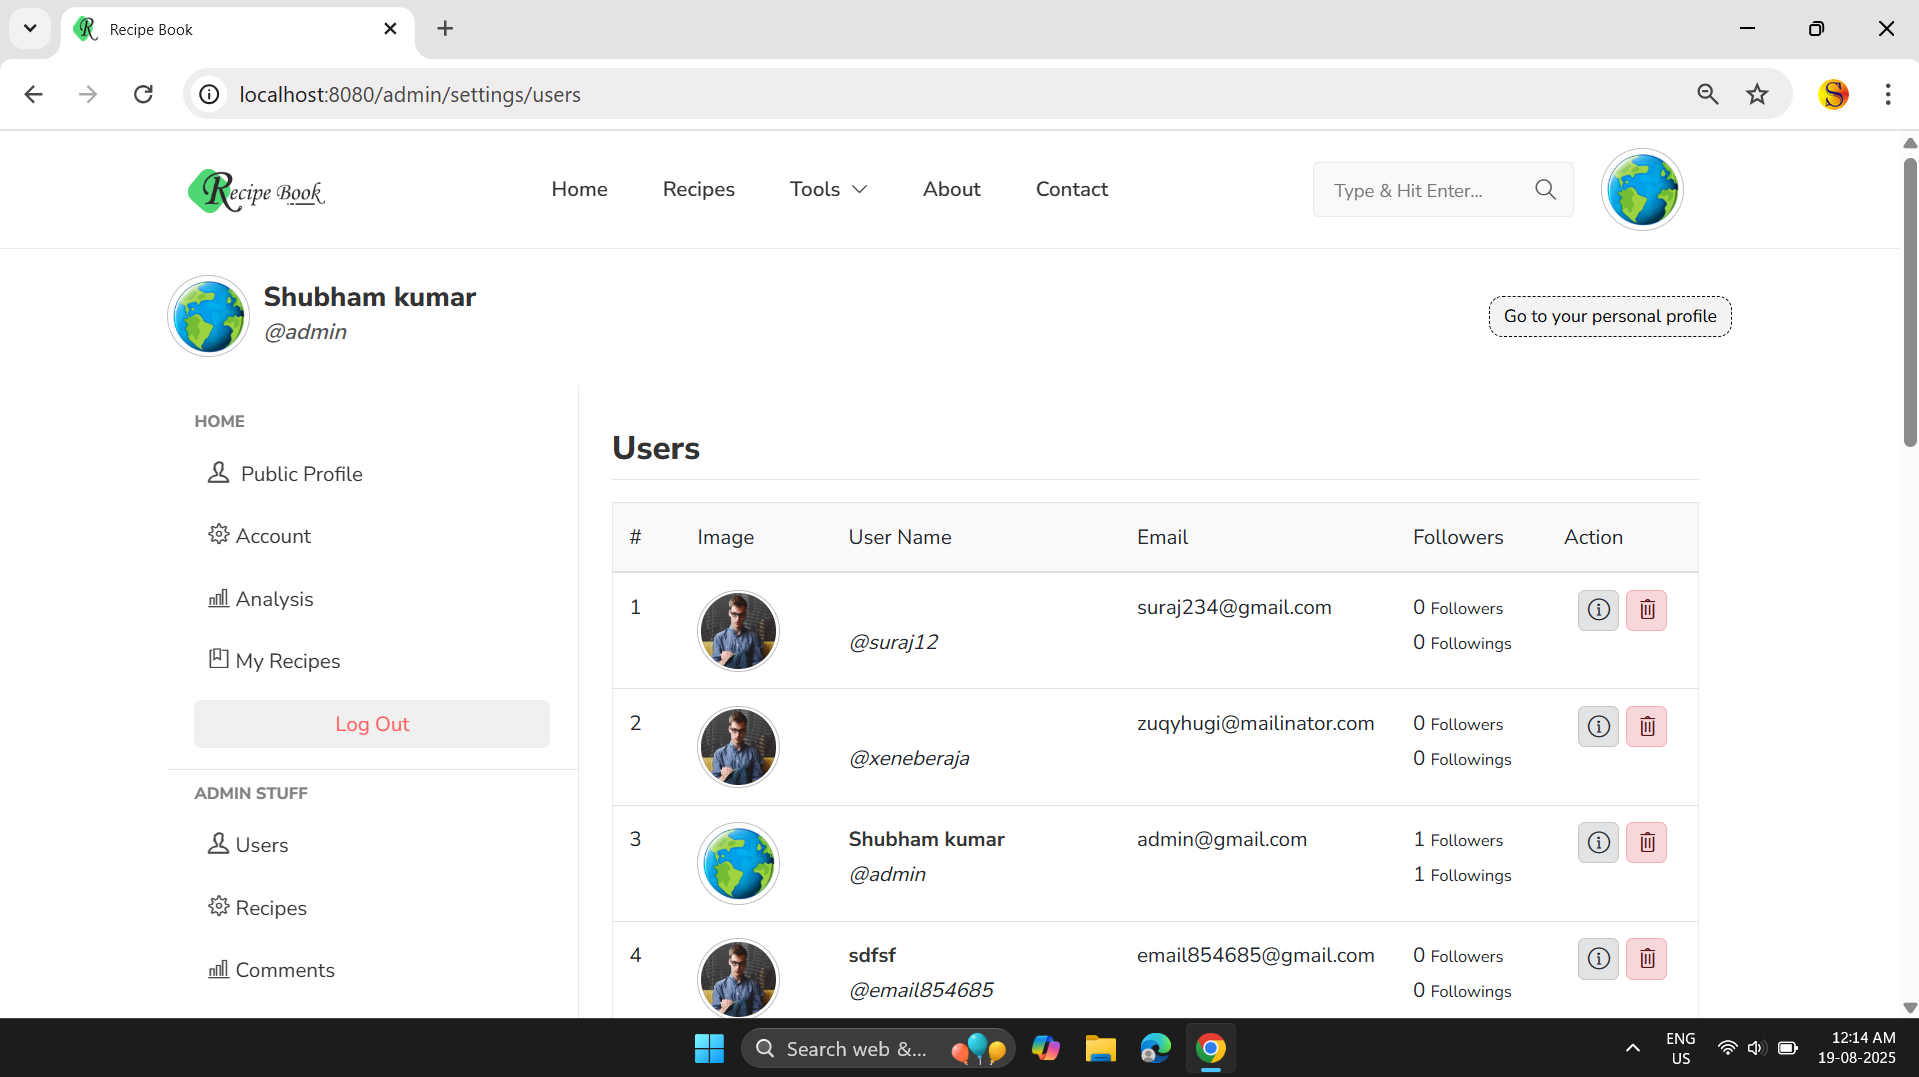 Recipe Book
localhost:8080/admin/settings/users
S
Recipe Book
Home
Recipes
Tools
About
Contact
Type & Hit Enter...
Shubham kumar
@admin
Go to your personal profile
HOME
Public Profile
Account
Analysis
My Recipes
Log Out
ADMIN STUFF
Users
Recipes
Comments
Users
# Image User Name Email Followers Action
1 suraj234@gmail.com 0 Followers
@suraj12 0 Followings
2 zuqyhugi@mailinator.com 0 Followers
@xeneberaja 0 Followings
3 Shubham kumar admin@gmail.com 1 Followers
@admin 1 Followings
4 sdfsf email854685@gmail.com 0 Followers
@email854685 0 Followings
Search web &...
ENG
US
12:14 AM
19-08-2025